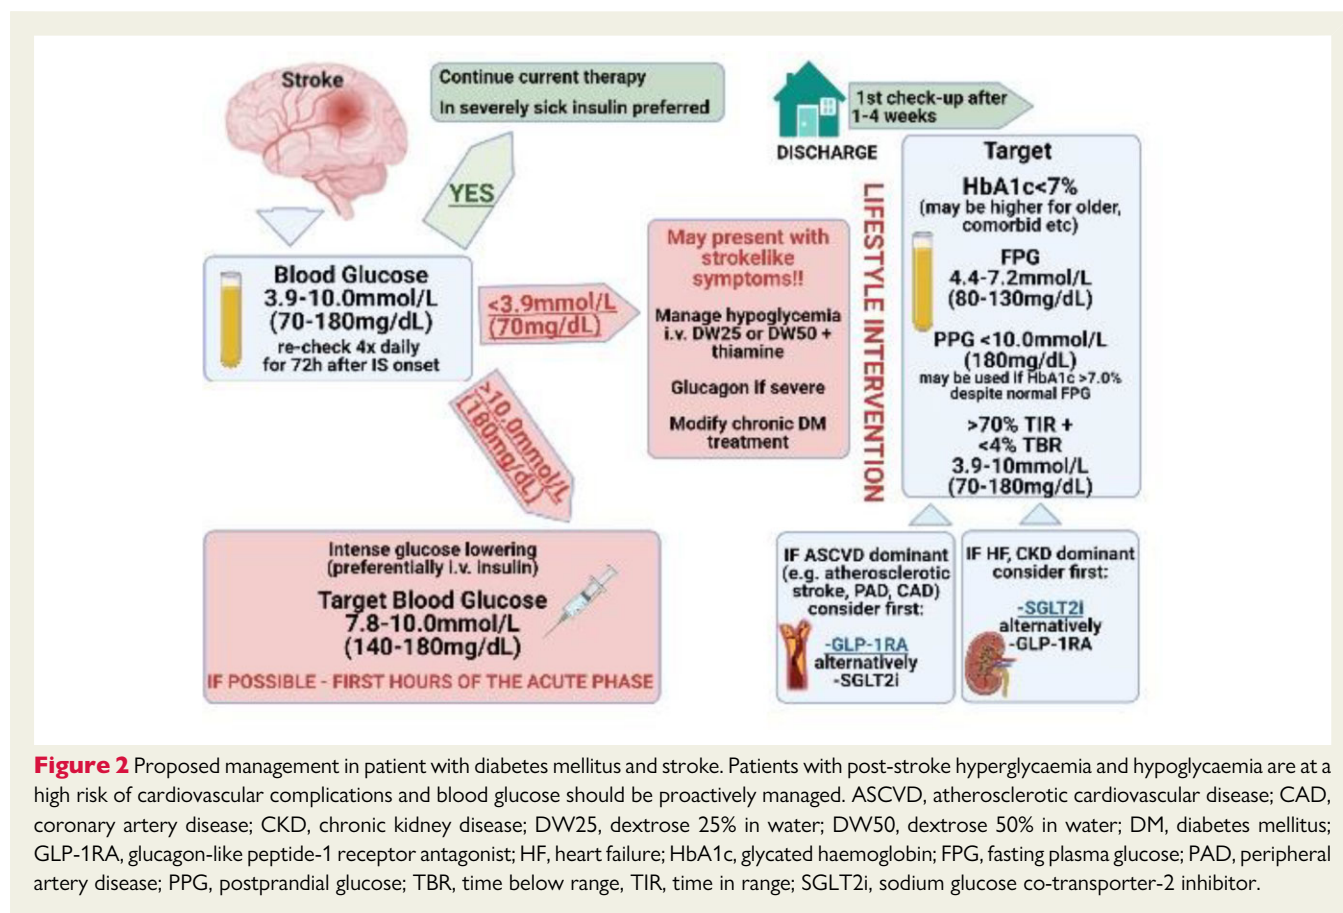 Stroke
Continue current therapy
In severely sick insulin preferred
YES
Blood Glucose
3.9-10.0mmol/L
(70-180mg/dL)
re-check 4x daily
for 72h after IS onset
<3.9mmol/L
(70mg/dL)
May present with
strokelike
symptoms!!
Manage hypoglycemia
i.v. DW25 or DW50 +
thiamine
Glucagon if severe
Modify chronic DM
treatment
>10.0mmol/L
(180mg/dL)
Intense glucose lowering
(preferentially i.v. insulin)
Target Blood Glucose
7.8-10.0mmol/L
(140-180mg/dL)
IF POSSIBLE - FIRST HOURS OF THE ACUTE PHASE
DISCHARGE
1st check-up after
1-4 weeks
LIFESTYLE INTERVENTION
Target
HbA1c<7%
(may be higher for older,
comorbid etc)
FPG
4.4-7.2mmol/L
(80-130mg/dL)
PPG <10.0mmol/L
(180mg/dL)
may be used if HbA1c >7.0%
despite normal FPG
>70% TIR +
<4% TBR
3.9-10mmol/L
(70-180mg/dL)
IF ASCVD dominant
(e.g. atherosclerotic
stroke, PAD, CAD)
consider first:
-GLP-1RA
alternatively
-SGLT2i
IF HF, CKD dominant
consider first:
-SGLT2i
alternatively
-GLP-1RA
Figure 2 Proposed management in patient with diabetes mellitus and stroke. Patients with post-stroke hyperglycaemia and hypoglycaemia are at a
high risk of cardiovascular complications and blood glucose should be proactively managed. ASCVD, atherosclerotic cardiovascular disease; CAD,
coronary artery disease; CKD, chronic kidney disease; DW25, dextrose 25% in water; DW50, dextrose 50% in water; DM, diabetes mellitus;
GLP-1RA, glucagon-like peptide-1 receptor antagonist; HF, heart failure; HbA1c, glycated haemoglobin; FPG, fasting plasma glucose; PAD, peripheral
artery disease; PPG, postprandial glucose; TBR, time below range, TIR, time in range; SGLT2i, sodium glucose co-transporter-2 inhibitor.